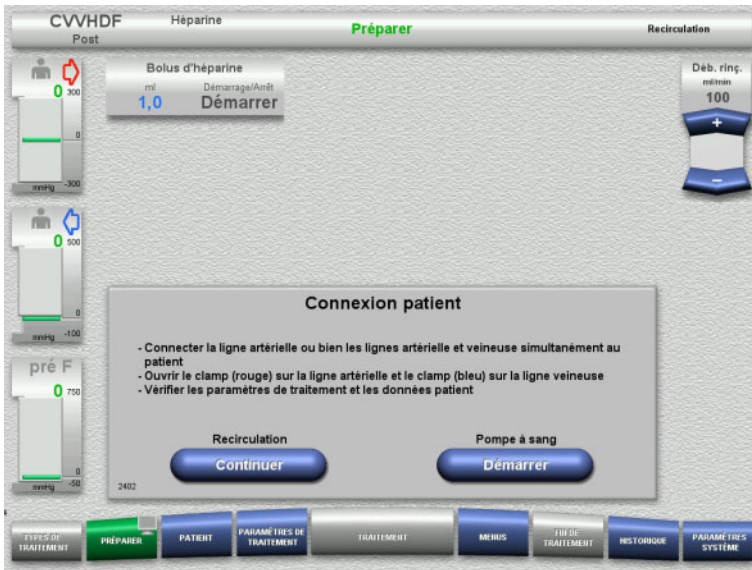 CVVHDF Héparine Préparer Recirculation
Post
Bolus d'héparine
ml Démarrage/Arrêt
1,0 Démarrer
Déb. rinç.
ml/min
100
+
−
0 300
0
mmHg -300
0 500
0
mmHg -100
pré F
0 750
0
mmHg -50
Connexion patient
- Connecter la ligne artérielle ou bien les lignes artérielle et veineuse simultanément au
patient
- Ouvrir le clamp (rouge) sur la ligne artérielle et le clamp (bleu) sur la ligne veineuse
- Vérifier les paramètres de traitement et les données patient
Recirculation Pompe à sang
Continuer Démarrer
2402
TYPES DE
TRAITEMENT
PRÉPARER
PATIENT
PARAMÈTRES DE
TRAITEMENT
TRAITEMENT
MENUS
FIN DE
TRAITEMENT
HISTORIQUE
PARAMÈTRES
SYSTÈME